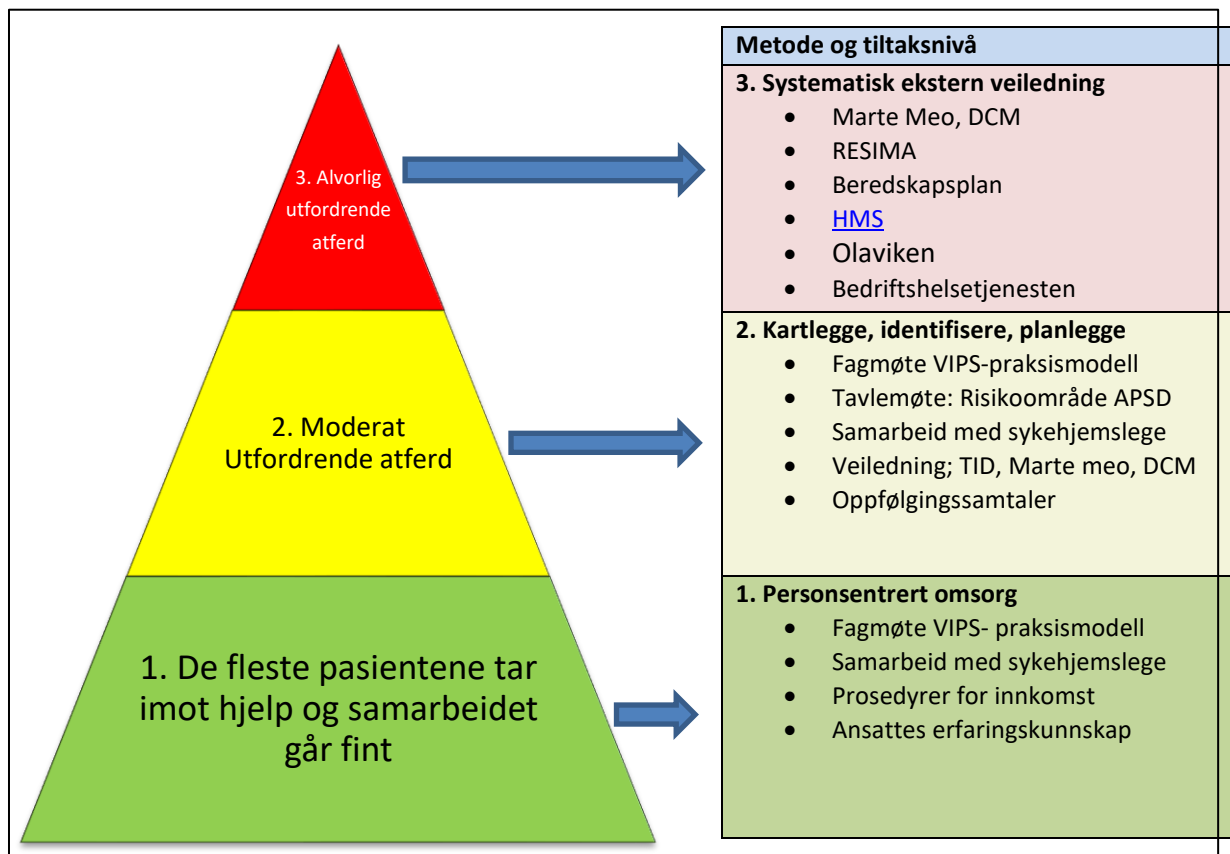 3. Alvorlig
utfordrende
atferd
2. Moderat
Utfordrende atferd
1. De fleste pasientene tar
imot hjelp og samarbeidet
går fint
Metode og tiltaksnivå
3. Systematisk ekstern veiledning
• Marte Meo, DCM
• RESIMA
• Beredskapsplan
• HMS
• Olaviken
• Bedriftshelsetjenesten
2. Kartlegge, identifisere, planlegge
• Fagmøte VIPS-praksismodell
• Tavlemøte: Risikoområde APSD
• Samarbeid med sykehjemslege
• Veiledning; TID, Marte meo, DCM
• Oppfølgingssamtaler
1. Personsentrert omsorg
• Fagmøte VIPS- praksismodell
• Samarbeid med sykehjemslege
• Prosedyrer for innkomst
• Ansattes erfaringskunnskap